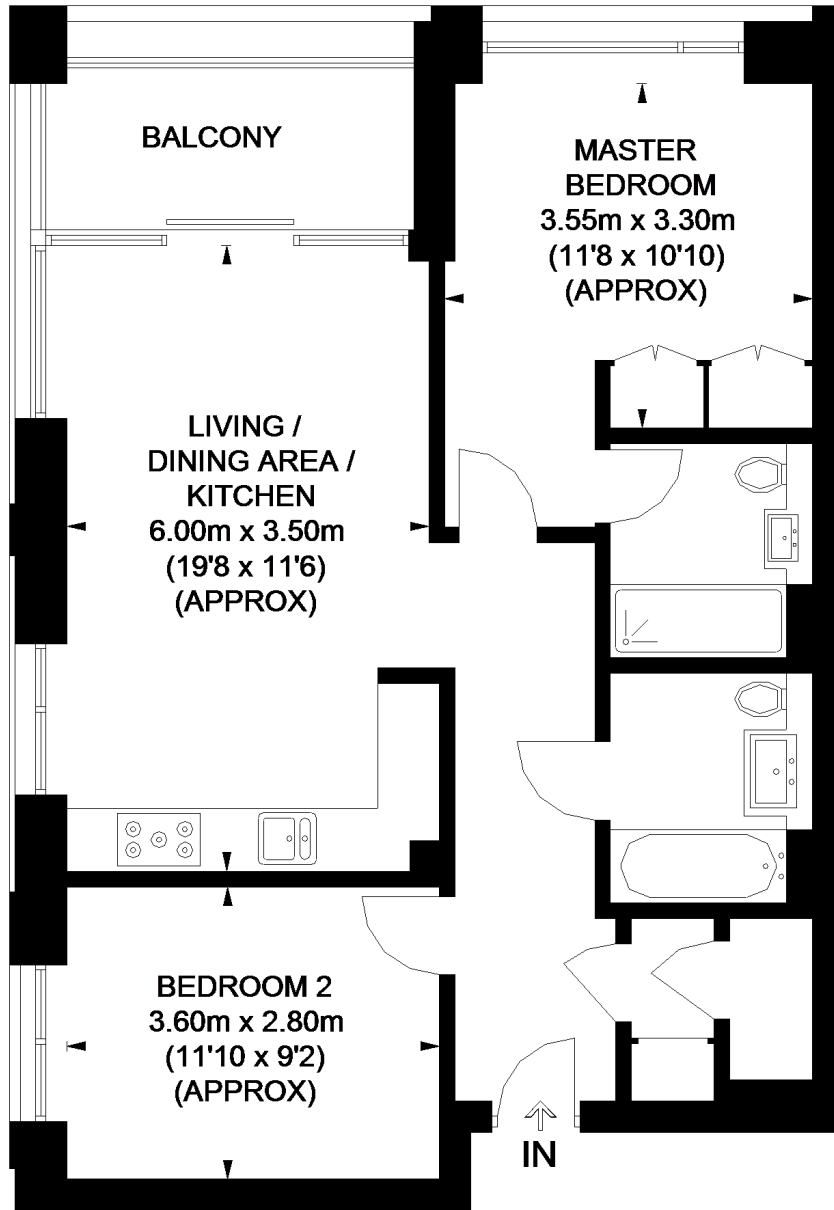 BALCONY
MASTER
BEDROOM
3.55m x 3.30m
(11'8 x 10'10)
(APPROX)
LIVING /
DINING AREA /
KITCHEN
6.00m x 3.50m
(19'8 x 11'6)
(APPROX)
BEDROOM 2
3.60m x 2.80m
(11'10 x 9'2)
(APPROX)
IN